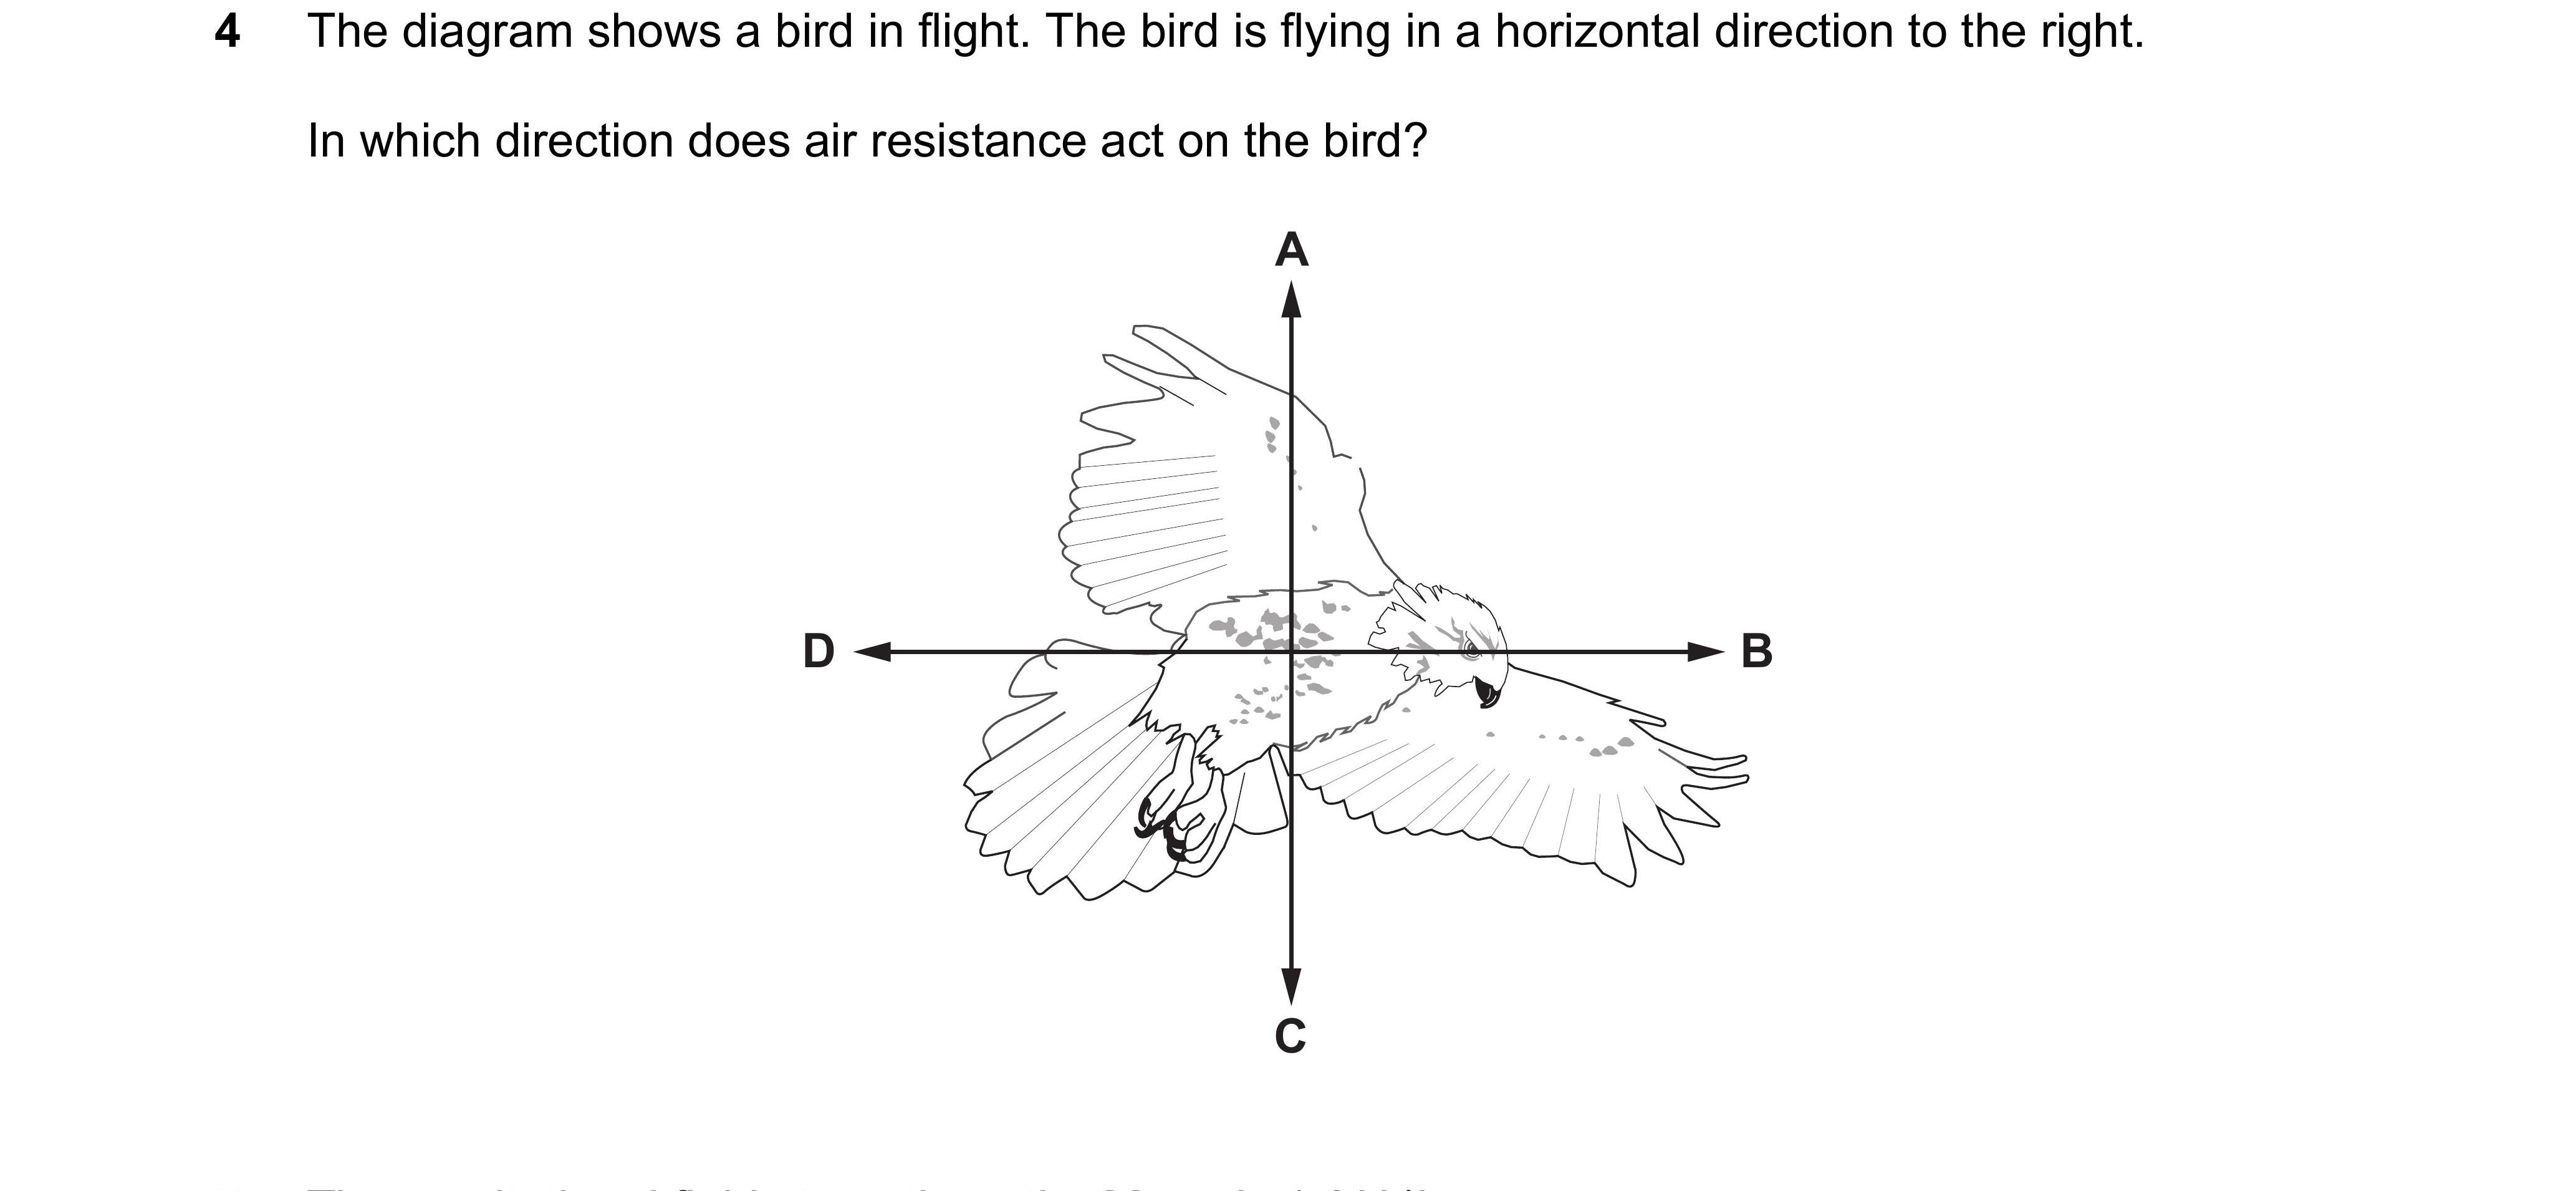 4 The diagram shows a bird in flight. The bird is flying in a horizontal direction to the right.
In which direction does air resistance act on the bird?
A
D
B
C